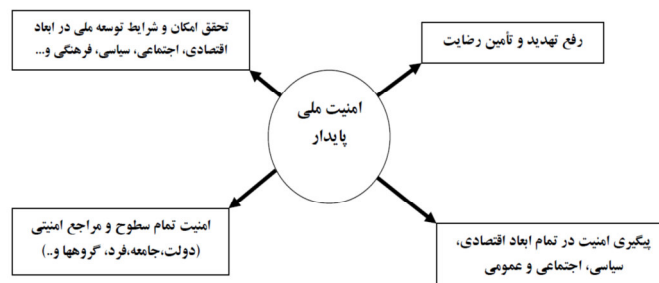 رفع تهدید و تأمین رضایت
تحقق امکان و شرایط توسعه ملی در ابعاد
اقتصادی، اجتماعی، سیاسی، فرهنگی و...
امنیت ملی
پایدار
پیگیری امنیت در تمام ابعاد اقتصادی،
سیاسی، اجتماعی و عمومی
امنیت تمام سطوح و مراجع امنیتی
(دولت،جامعه،فرد، گروهها و..)